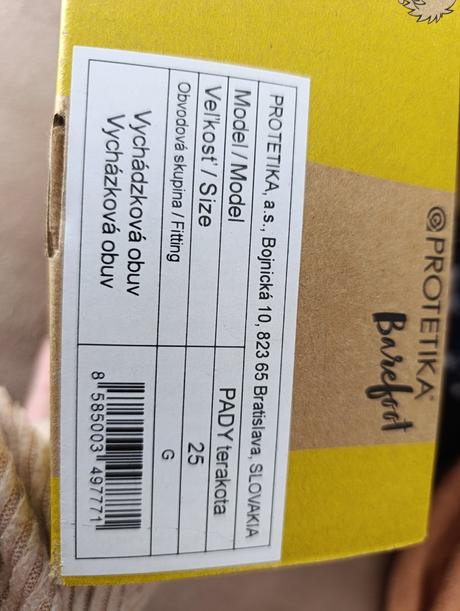 PROTETIKA®
Barefoot
PROTETIKA, a.s., Bojnická 10, 823 65 Bratislava, SLOVAKIA
Model / Model PADY terakota
Veľkosť / Size 25
Obvodová skupina / Fitting G
Vychádzková obuv
Vycházková obuv
8 585003 497771